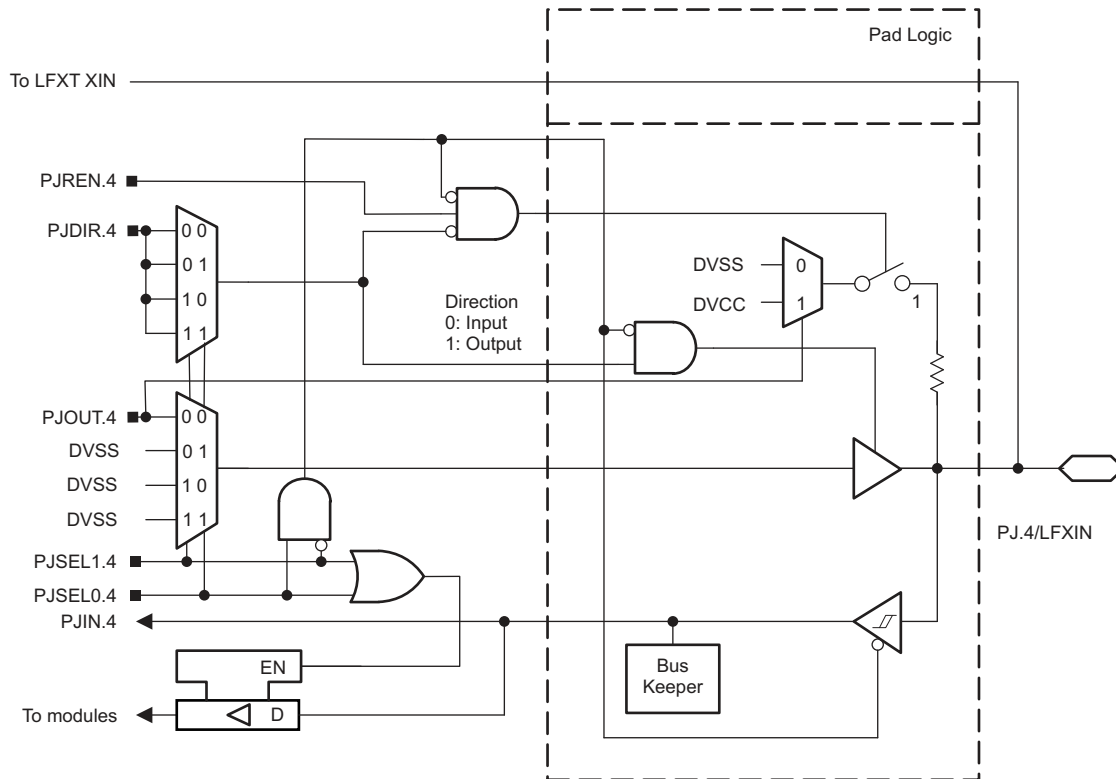 Pad Logic
To LFXT XIN
PJREN.4
PJDIR.4
0 0
0 1
1 0
1 1
Direction
0: Input
1: Output
DVSS
0
DVCC
1
1
PJOUT.4
0 0
DVSS
0 1
DVSS
1 0
DVSS
1 1
PJ.4/LFXIN
PJSEL1.4
PJSEL0.4
PJIN.4
EN
Bus
Keeper
To modules
D